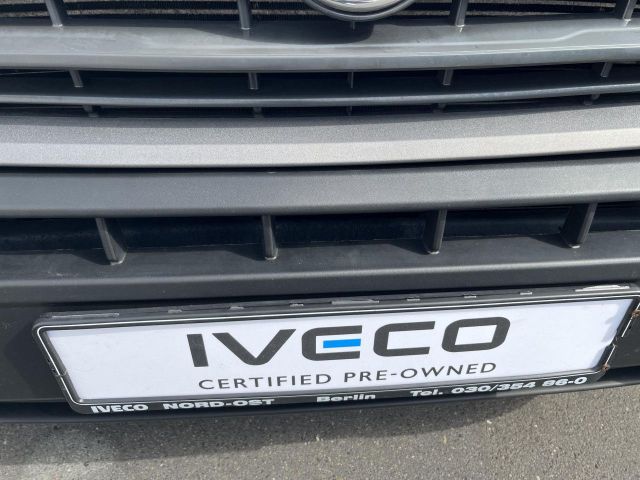 IVECO
CERTIFIED PRE-OWNED
IVECO NORD-OST Berlin Tel. 030/354 86-0